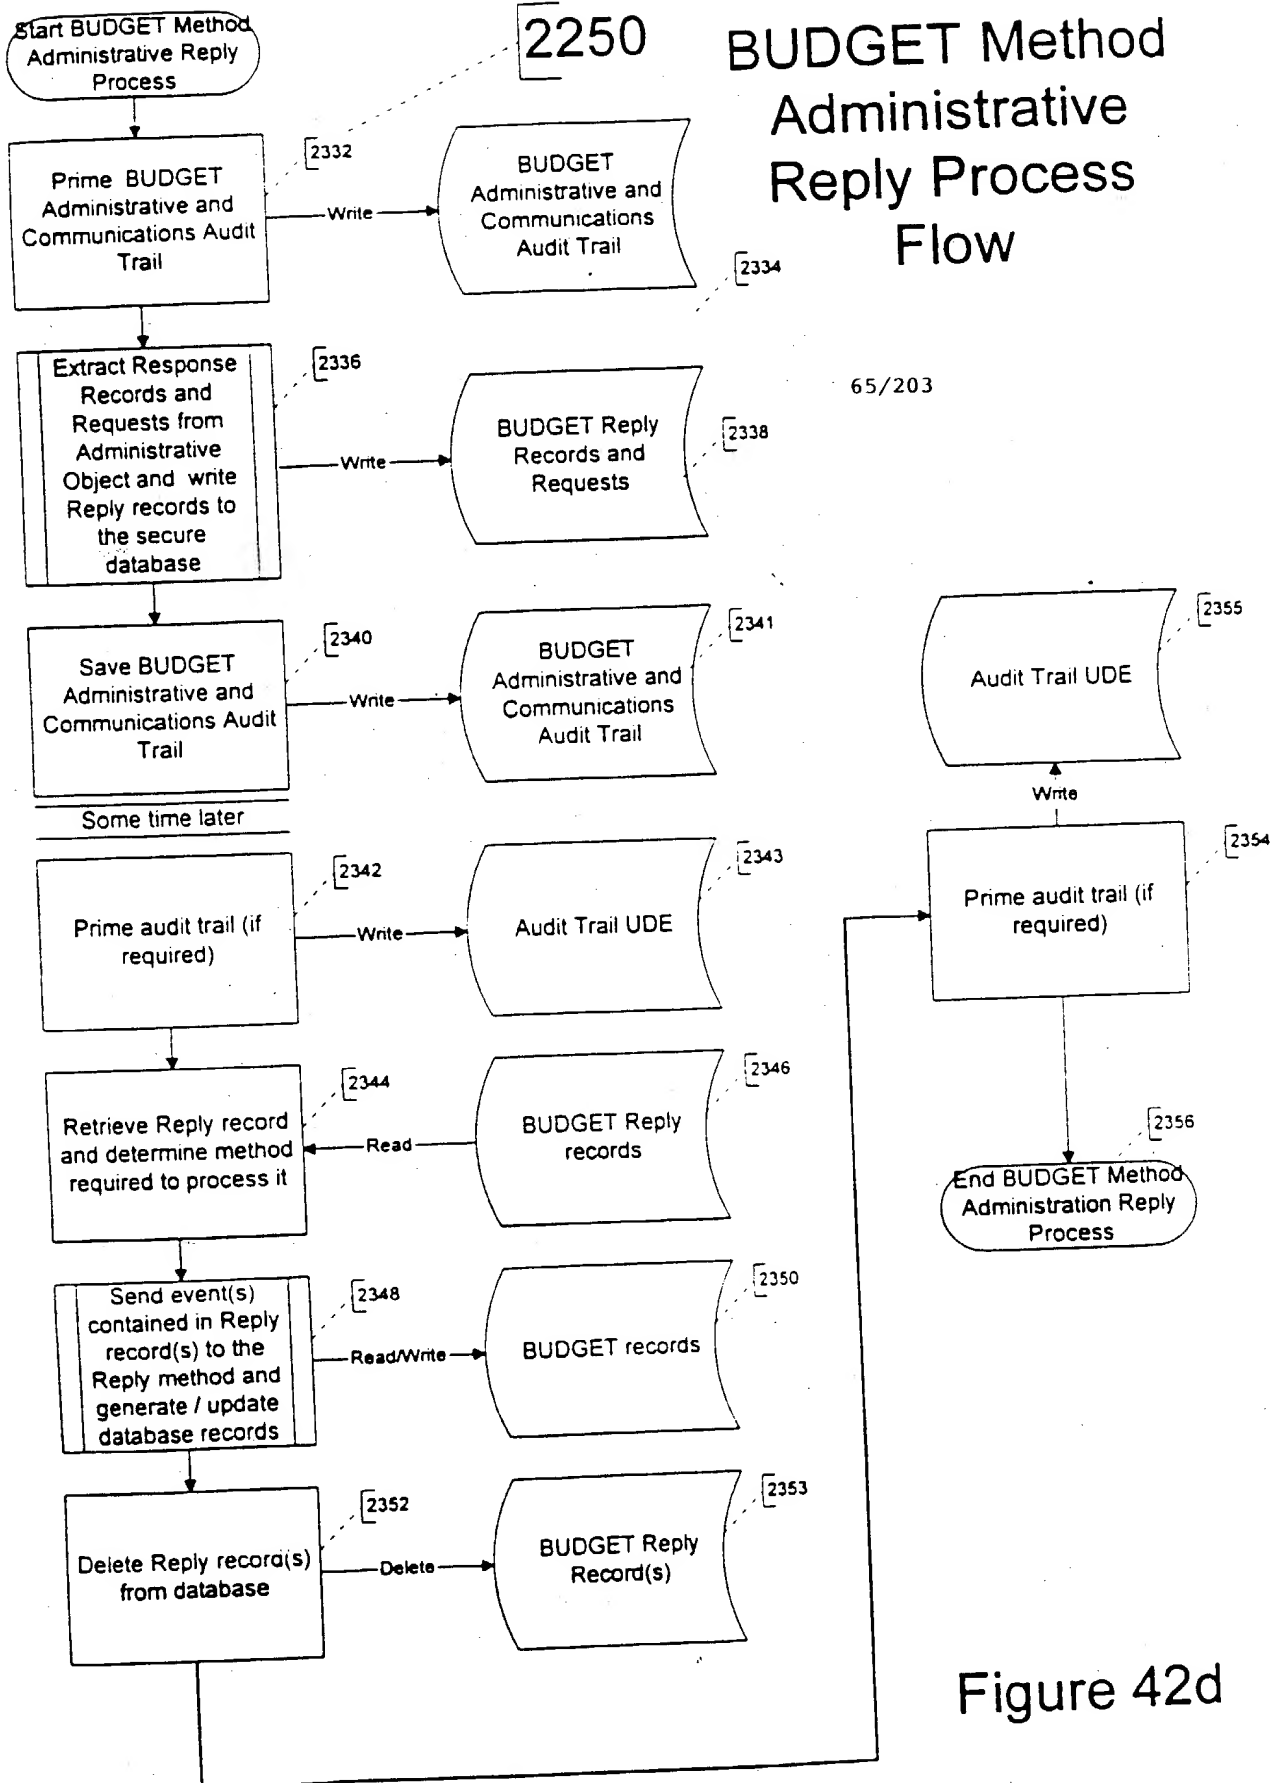 Start BUDGET Method
Administrative Reply
Process
2250
BUDGET Method
Administrative
Reply Process
Flow
Prime BUDGET
Administrative and
Communications Audit
Trail
2332
Write
BUDGET
Administrative and
Communications
Audit Trail
2334
Extract Response
Records and
Requests from
Administrative
Object and write
Reply records to
the secure
database
2336
Write
BUDGET Reply
Records and
Requests
2338
65/203
Save BUDGET
Administrative and
Communications Audit
Trail
2340
Write
BUDGET
Administrative and
Communications
Audit Trail
2341
Some time later
Prime audit trail (if
required)
2342
Write
Audit Trail UDE
2343
Retrieve Reply record
and determine method
required to process it
2344
Read
BUDGET Reply
records
2346
Send event(s)
contained in Reply
record(s) to the
Reply method and
generate / update
database records
2348
Read/Write
BUDGET records
2350
Delete Reply record(s)
from database
2352
Delete
BUDGET Reply
Record(s)
2353
Audit Trail UDE
2355
Write
Prime audit trail (if
required)
2354
2356
End BUDGET Method
Administration Reply
Process
Figure 42d